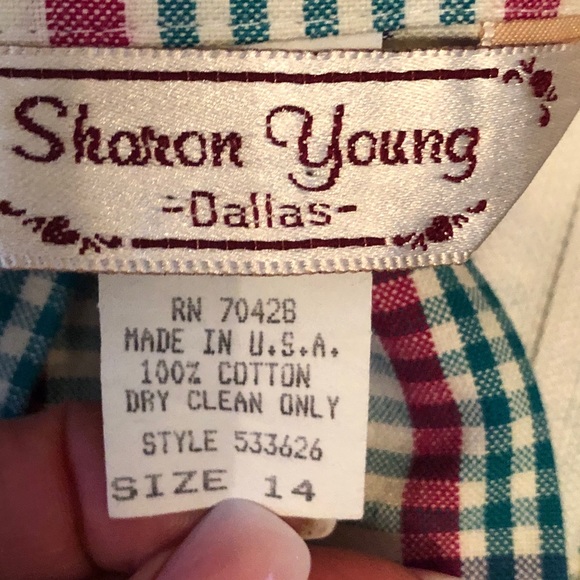 Sharon Young
-Dallas-
RN 70428
MADE IN U.S.A.
100% COTTON
DRY CLEAN ONLY
STYLE 533626
SIZE 14